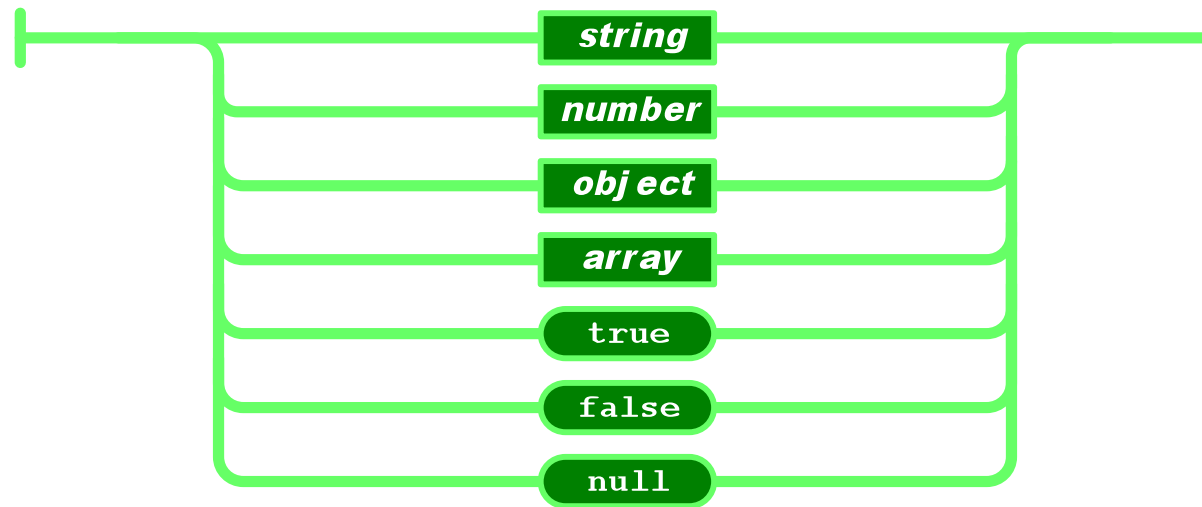 string
number
object
array
true
false
null